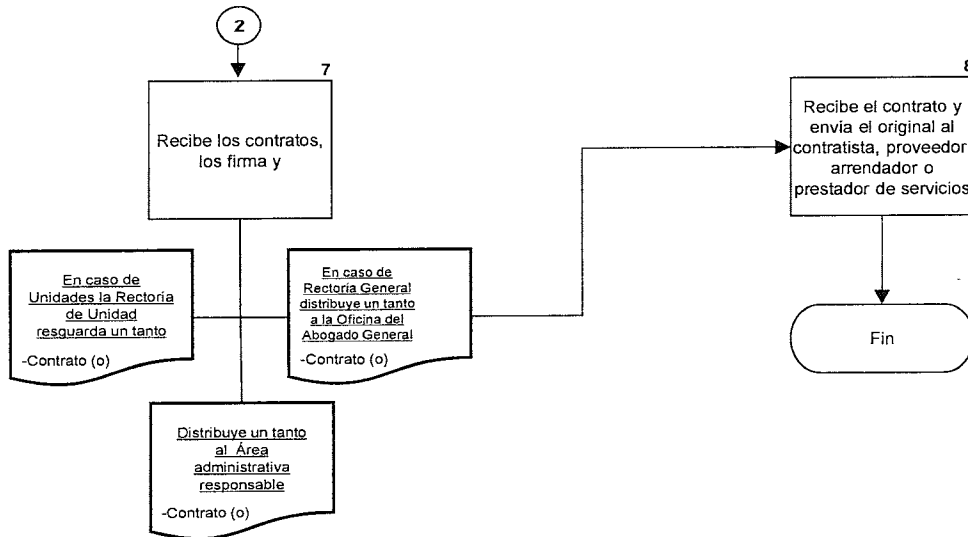 2
7
Recibe los contratos,
los firma y
En caso de
Unidades la Rectoría
de Unidad
resguarda un tanto
-Contrato (o)
En caso de
Rectoría General
distribuye un tanto
a la Oficina del
Abogado General
-Contrato (o)
Distribuye un tanto
al Área
administrativa
responsable
-Contrato (o)
8
Recibe el contrato y
envia el original al
contratista, proveedor
arrendador o
prestador de servicios
Fin